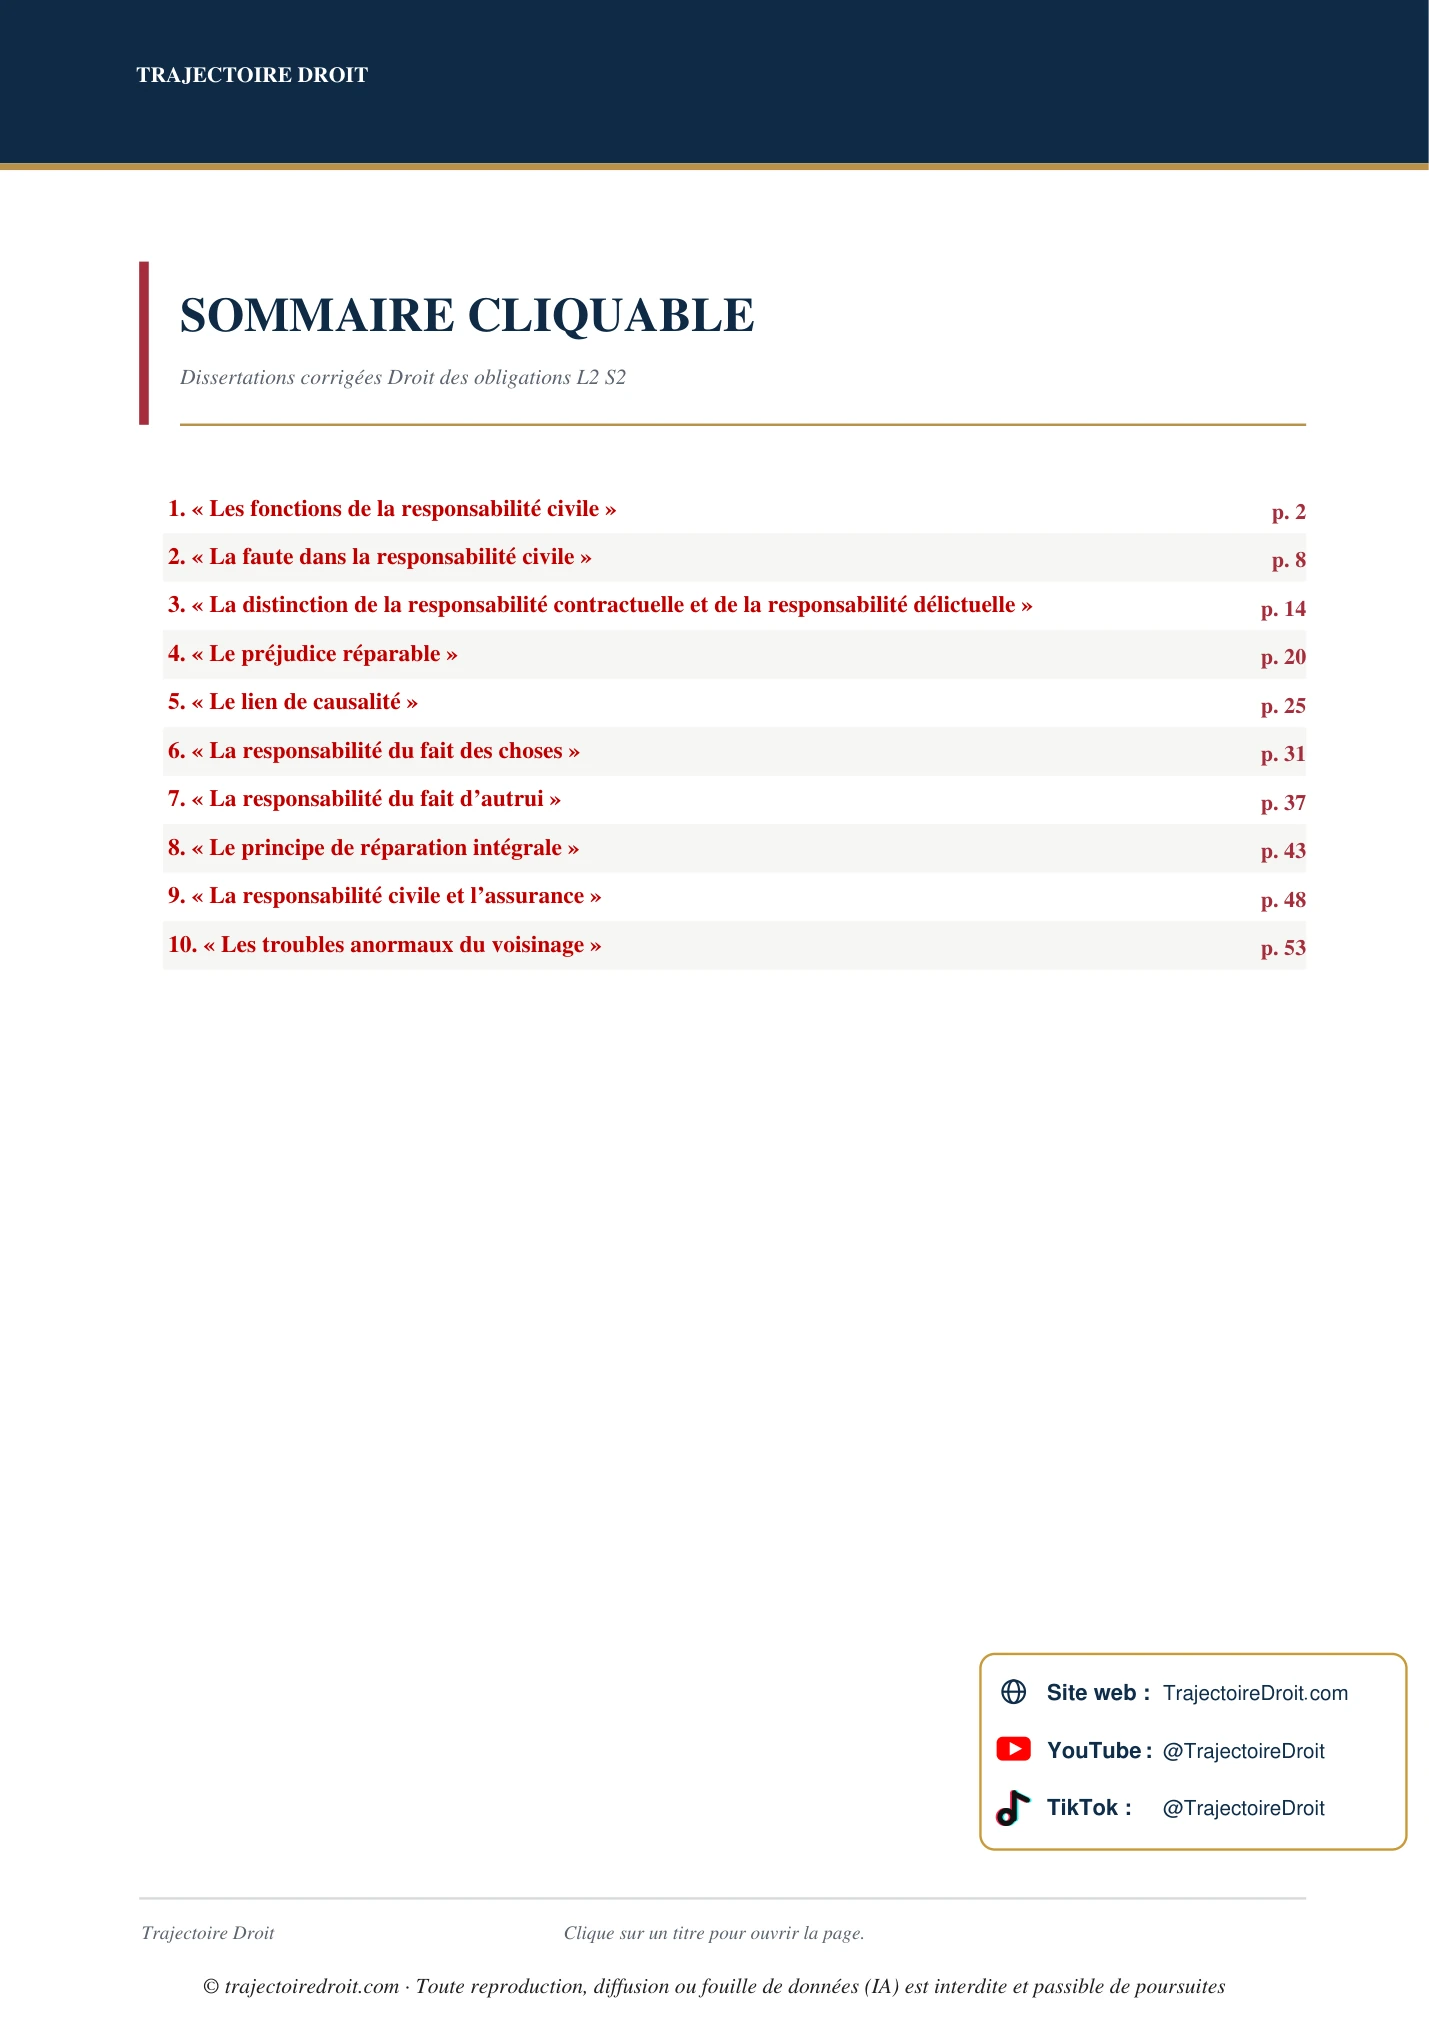 TRAJECTOIRE DROIT
SOMMAIRE CLIQUABLE
Dissertations corrigées Droit des obligations L2 S2
1. « Les fonctions de la responsabilité civile » p. 2
2. « La faute dans la responsabilité civile » p. 8
3. « La distinction de la responsabilité contractuelle et de la responsabilité délictuelle » p. 14
4. « Le préjudice réparable » p. 20
5. « Le lien de causalité » p. 25
6. « La responsabilité du fait des choses » p. 31
7. « La responsabilité du fait d’autrui » p. 37
8. « Le principe de réparation intégrale » p. 43
9. « La responsabilité civile et l’assurance » p. 48
10. « Les troubles anormaux du voisinage » p. 53
Site web : TrajectoireDroit.com
YouTube : @TrajectoireDroit
TikTok : @TrajectoireDroit
Trajectoire Droit Clique sur un titre pour ouvrir la page.
© trajectoiredroit.com · Toute reproduction, diffusion ou fouille de données (IA) est interdite et passible de poursuites